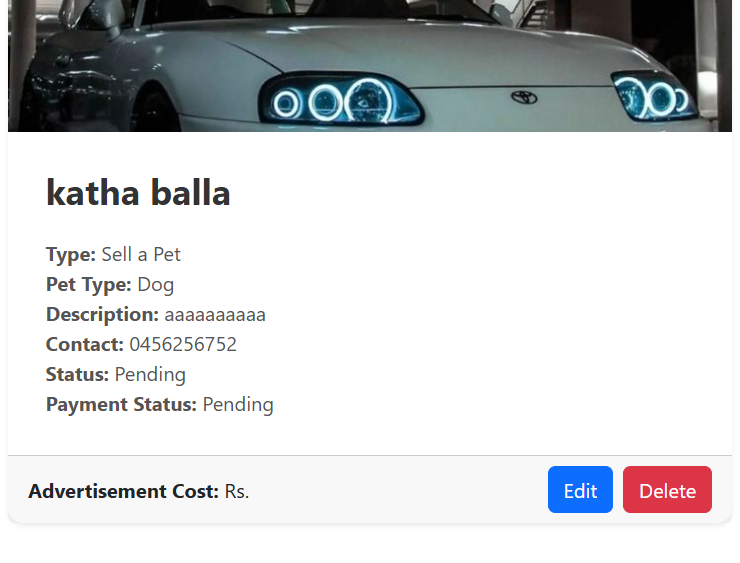 katha balla
Type: Sell a Pet
Pet Type: Dog
Description: aaaaaaaaaa
Contact: 0456256752
Status: Pending
Payment Status: Pending
Advertisement Cost: Rs.
Edit
Delete